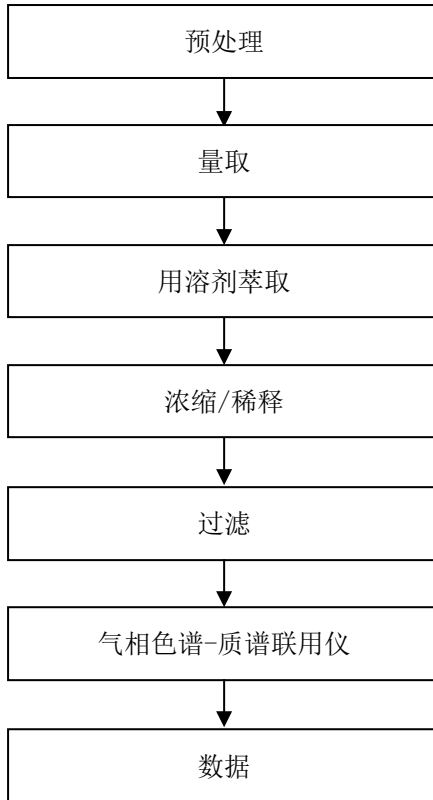 预处理
量取
用溶剂萃取
浓缩/稀释
过滤
气相色谱-质谱联用仪
数据